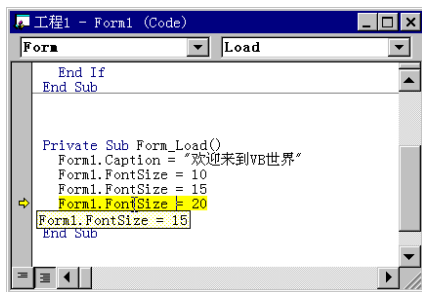 工程1 - Form1 (Code)
Form Load
End If
End Sub
Private Sub Form_Load()
Form1.Caption = "欢迎来到VB世界"
Form1.FontSize = 10
Form1.FontSize = 15
Form1.FontSize = 20
Form1.FontSize = 15
End Sub